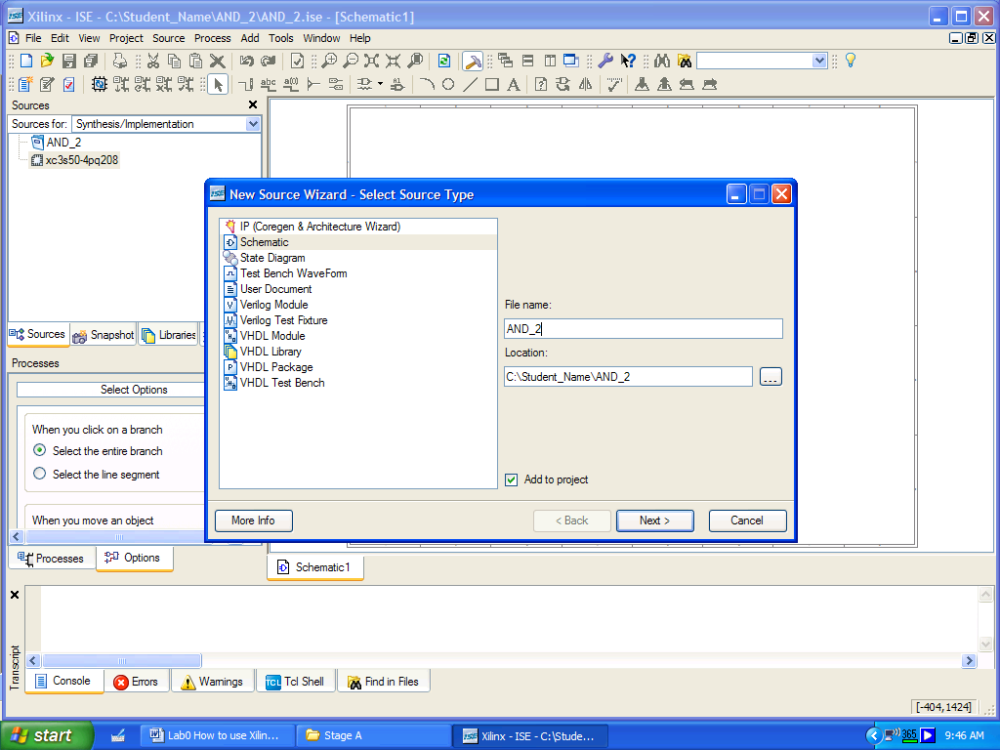 Xilinx - ISE - C:\Student_Name\AND_2\AND_2.ise - [Schematic1]
File Edit View Project Source Process Add Tools Window Help
Sources
Sources for: Synthesis/Implementation
AND_2
xc3s50-4pq208
Sources Snapshot Libraries
Processes
Select Options
When you click on a branch
Select the entire branch
Select the line segment
When you move an object
Processes Options
ISE New Source Wizard - Select Source Type
IP (Coregen & Architecture Wizard)
Schematic
State Diagram
Test Bench WaveForm
User Document
Verilog Module
Verilog Test Fixture
VHDL Module
VHDL Library
VHDL Package
VHDL Test Bench
File name:
AND_2
Location:
C:\Student_Name\AND_2
...
Add to project
More Info < Back Next > Cancel
Schematic1
Transcript
Console Errors Warnings TCL Tcl Shell Find in Files
[-404,1424]
start Lab0 How to use Xilin... Stage A Xilinx - ISE - C:\Stude... 365 9:46 AM